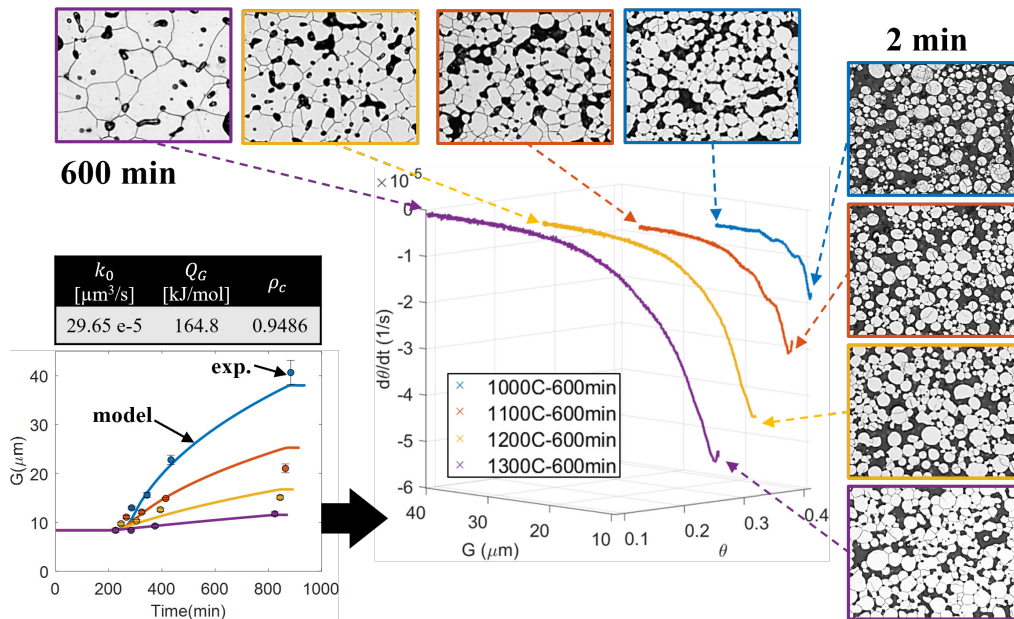 2 min
600 min
× 10⁻⁵
0
-1
-2
-3
-4
-5
-6
dθ/dt (1/s)
1000C-600min
1100C-600min
1200C-600min
1300C-600min
40
30
20
10
G (μm)
0.1
0.2
0.3
0.4
θ
k₀
[μm³/s]
Q_G
[kJ/mol]
ρ_c
29.65 e-5
164.8
0.9486
exp.
model
40
30
20
10
0
G(μm)
0
200
400
600
800
1000
Time(min)